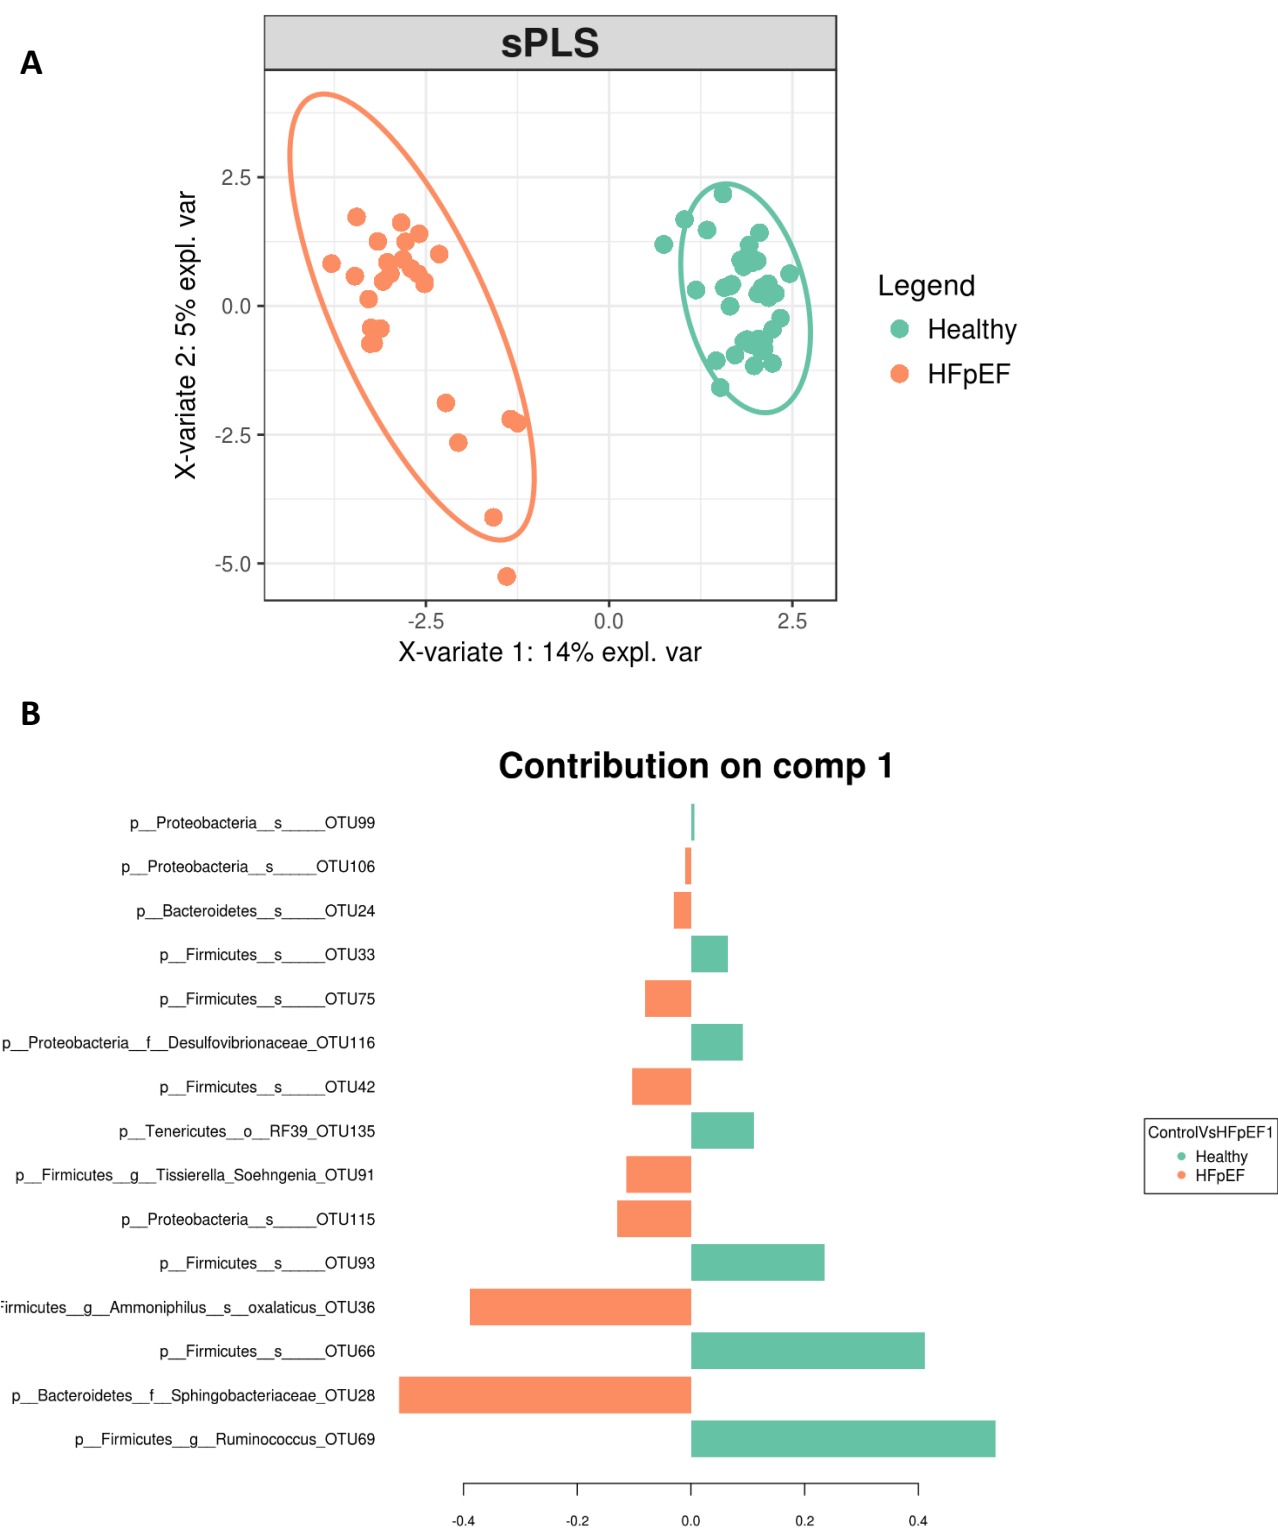 A
sPLS
X-variate 2: 5% expl. var
2.5
0.0
-2.5
-5.0
-2.5
0.0
2.5
X-variate 1: 14% expl. var
Legend
Healthy
HFpEF
B
Contribution on comp 1
p__Proteobacteria__s_____OTU99
p__Proteobacteria__s_____OTU106
p__Bacteroidetes__s_____OTU24
p__Firmicutes__s_____OTU33
p__Firmicutes__s_____OTU75
p__Proteobacteria__f__Desulfovibrionaceae_OTU116
p__Firmicutes__s_____OTU42
p__Tenericutes__o__RF39_OTU135
p__Firmicutes__g__Tissierella_Soehngenia_OTU91
p__Proteobacteria__s_____OTU115
p__Firmicutes__s_____OTU93
Firmicutes__g__Ammoniphilus__s__oxalaticus_OTU36
p__Firmicutes__s_____OTU66
p__Bacteroidetes__f__Sphingobacteriaceae_OTU28
p__Firmicutes__g__Ruminococcus_OTU69
-0.4
-0.2
0.0
0.2
0.4
ControlVsHFpEF1
Healthy
HFpEF